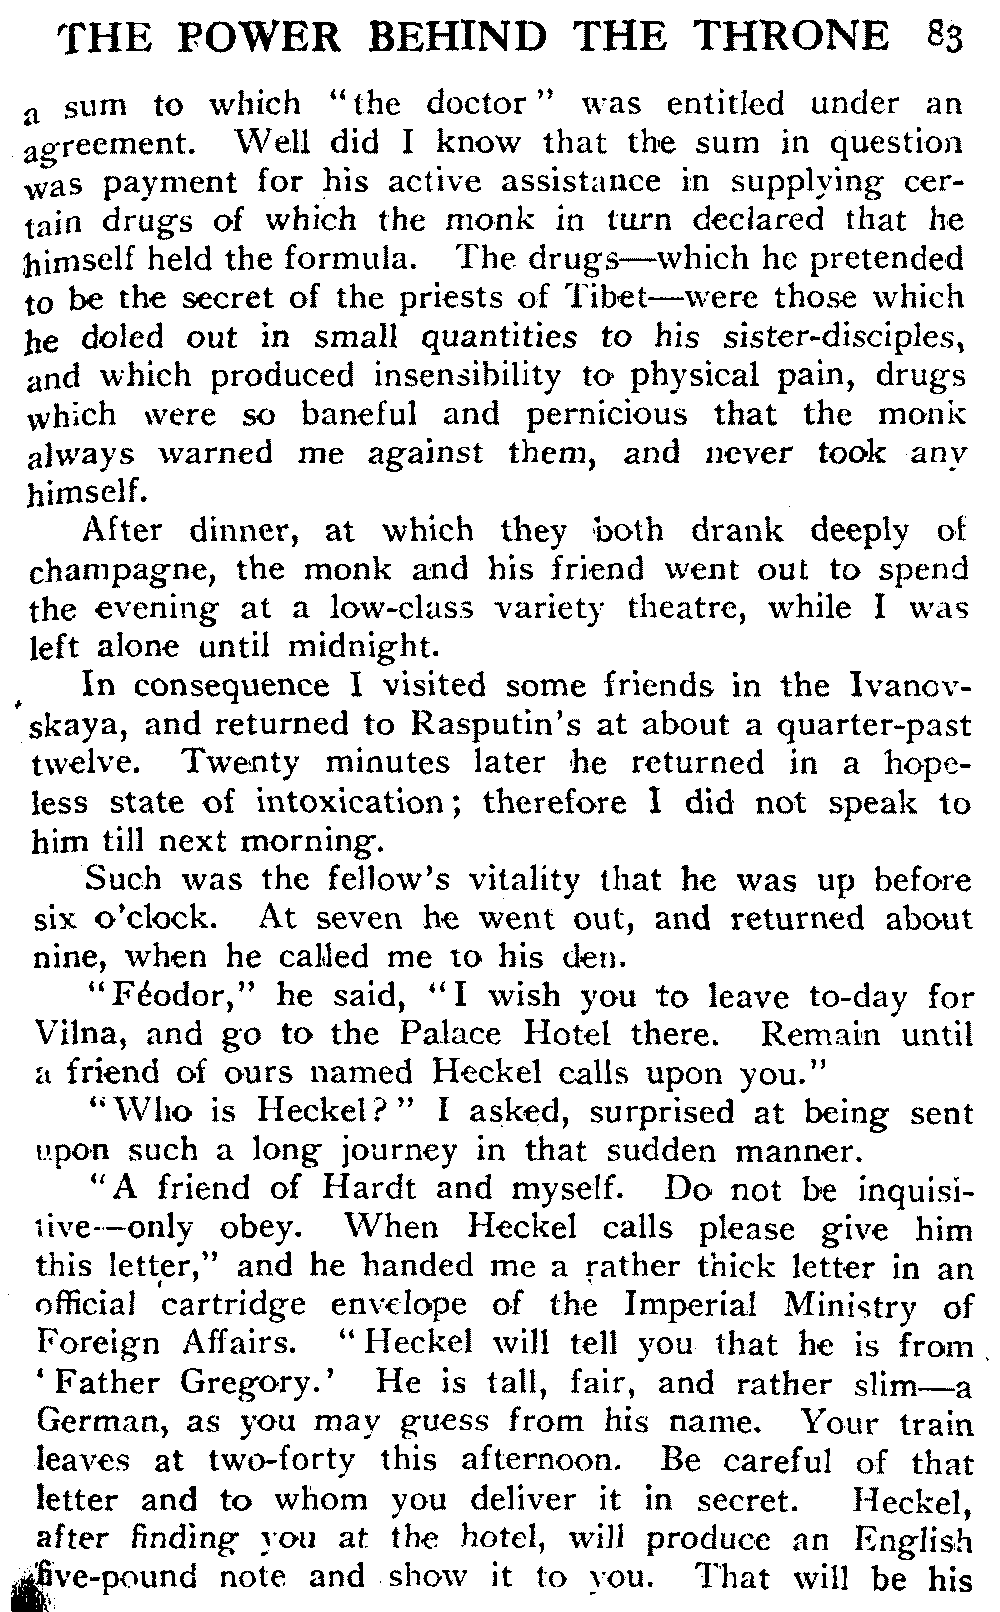 THE POWER BEHIND THE THRONE 83
a sum to which "the doctor" was entitled under an
agreement. Well did I know that the sum in question
was payment for his active assistance in supplying cer-
tain drugs of which the monk in turn declared that he
himself held the formula. The drugs—which he pretended
to be the secret of the priests of Tibet—were those which
he doled out in small quantities to his sister-disciples,
and which produced insensibility to physical pain, drugs
which were so baneful and pernicious that the monk
always warned me against them, and never took any
himself.
After dinner, at which they both drank deeply of
champagne, the monk and his friend went out to spend
the evening at a low-class variety theatre, while I was
left alone until midnight.
In consequence I visited some friends in the Ivanov-
skaya, and returned to Rasputin's at about a quarter-past
twelve. Twenty minutes later he returned in a hope-
less state of intoxication; therefore I did not speak to
him till next morning.
Such was the fellow's vitality that he was up before
six o'clock. At seven he went out, and returned about
nine, when he called me to his den.
"Féodor," he said, "I wish you to leave to-day for
Vilna, and go to the Palace Hotel there. Remain until
a friend of ours named Heckel calls upon you."
"Who is Heckel?" I asked, surprised at being sent
upon such a long journey in that sudden manner.
"A friend of Hardt and myself. Do not be inquisi-
tive—only obey. When Heckel calls please give him
this letter," and he handed me a rather thick letter in an
official cartridge envelope of the Imperial Ministry of
Foreign Affairs. "Heckel will tell you that he is from
'Father Gregory.' He is tall, fair, and rather slim—a
German, as you may guess from his name. Your train
leaves at two-forty this afternoon. Be careful of that
letter and to whom you deliver it in secret. Heckel,
after finding you at the hotel, will produce an English
five-pound note and show it to you. That will be his